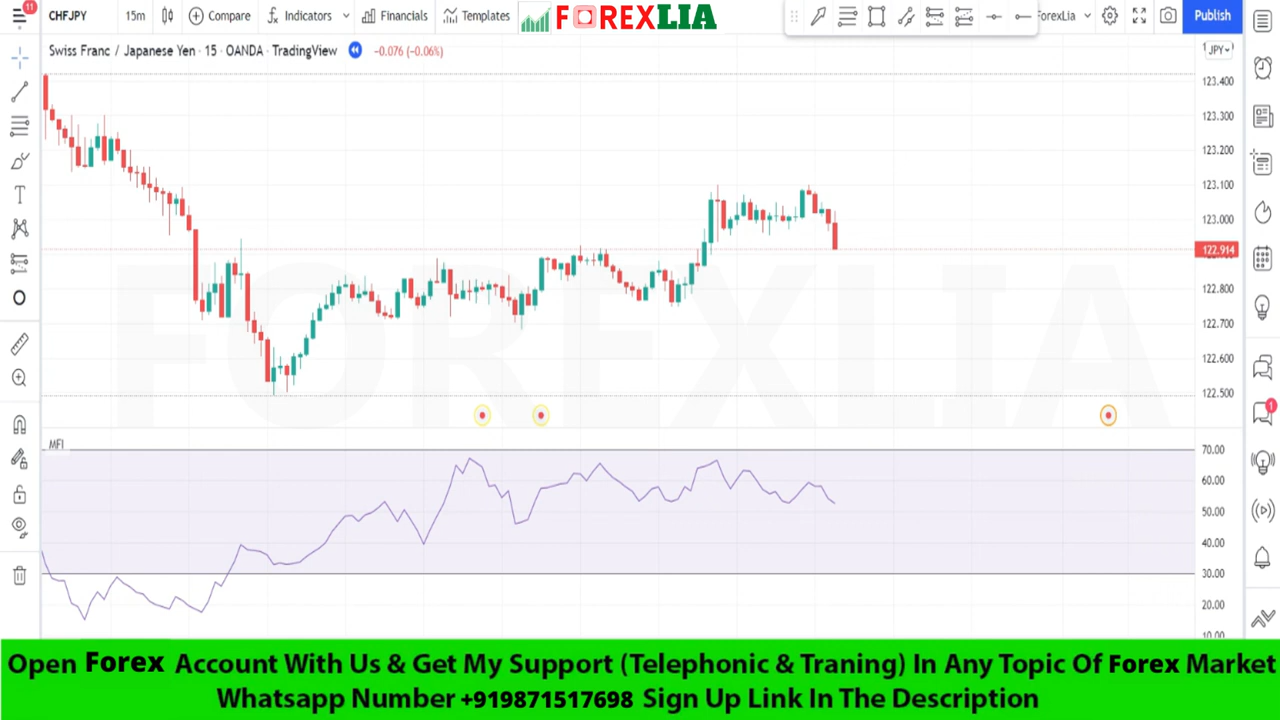 11
CHFJPY 15m Compare Indicators Financials Templates FOREXLIA ForexLia Publish
Swiss Franc / Japanese Yen · 15 · OANDA · TradingView −0.076 (−0.06%)
JPY
123.400
123.300
123.200
123.100
123.000
122.914
122.800
122.700
122.600
122.500
FOREXLIA
1
MFI
70.00
60.00
50.00
40.00
30.00
20.00
10.00
Open Forex Account With Us & Get My Support (Telephonic & Traning) In Any Topic Of Forex Market
Whatsapp Number +919871517698 Sign Up Link In The Description